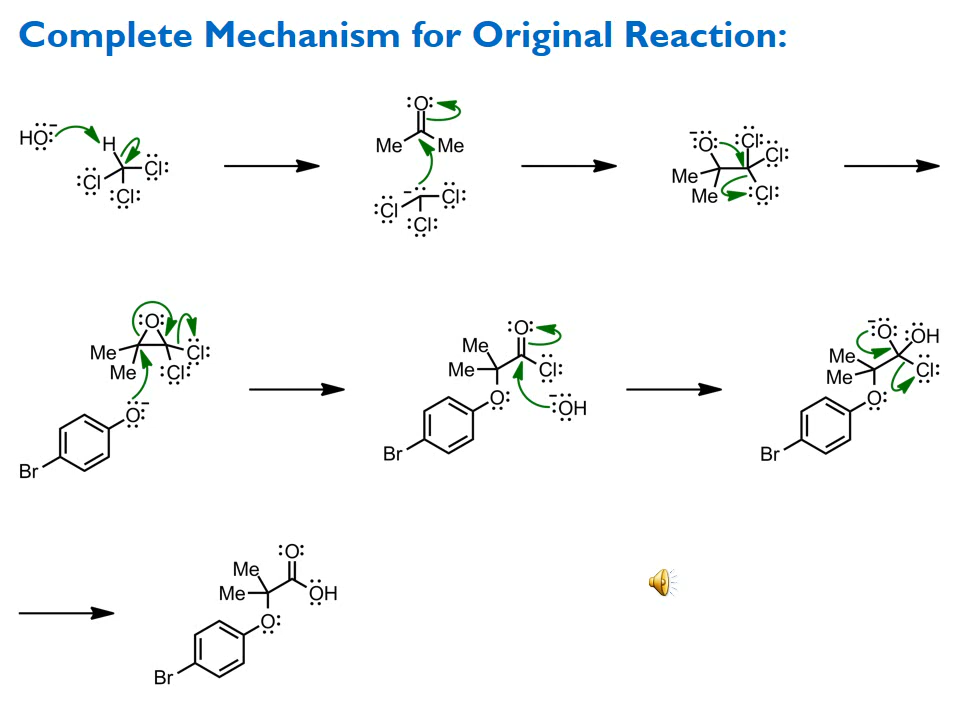 Complete Mechanism for Original Reaction:
HO:⁻ H Cl Cl Cl
O Me Me Cl Cl Cl
⁻O Cl Cl Cl Me Me
O Me Me Cl Cl O⁻ Br
O Me Me Cl O ⁻OH Br
⁻O OH Me Me Cl O Br
O Me Me OH O Br